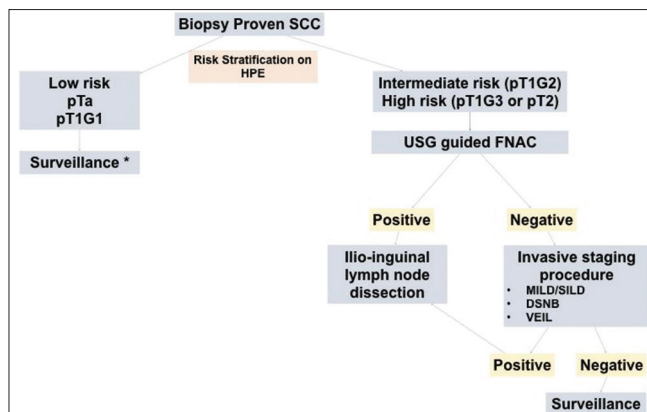 Biopsy Proven SCC
Risk Stratification on
HPE
Low risk
pTa
pT1G1
Intermediate risk (pT1G2)
High risk (pT1G3 or pT2)
Surveillance *
USG guided FNAC
Positive
Negative
Ilio-inguinal
lymph node
dissection
Invasive staging
procedure
• MILD/SILD
• DSNB
• VEIL
Positive
Negative
Surveillance